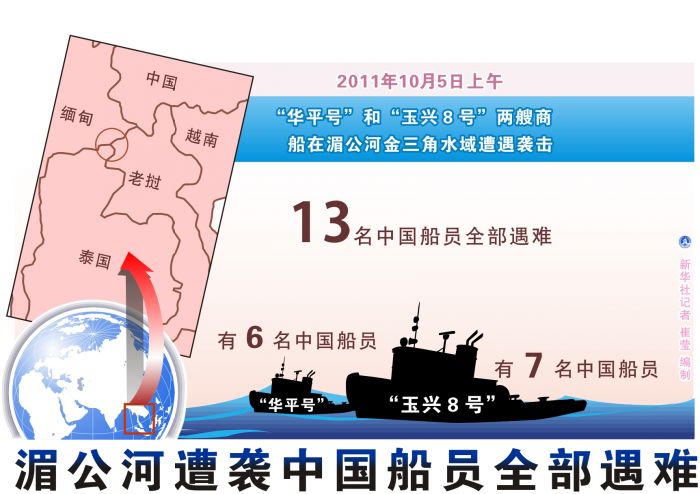 中国
缅甸
越南
老挝
泰国
2011年10月5日上午
“华平号”和“玉兴8号”两艘商
船在湄公河金三角水域遭遇袭击
13名中国船员全部遇难
有 6 名中国船员
有 7 名中国船员
“华平号”
“玉兴8号”
新华社记者 崔莹 编制
湄公河遭袭中国船员全部遇难